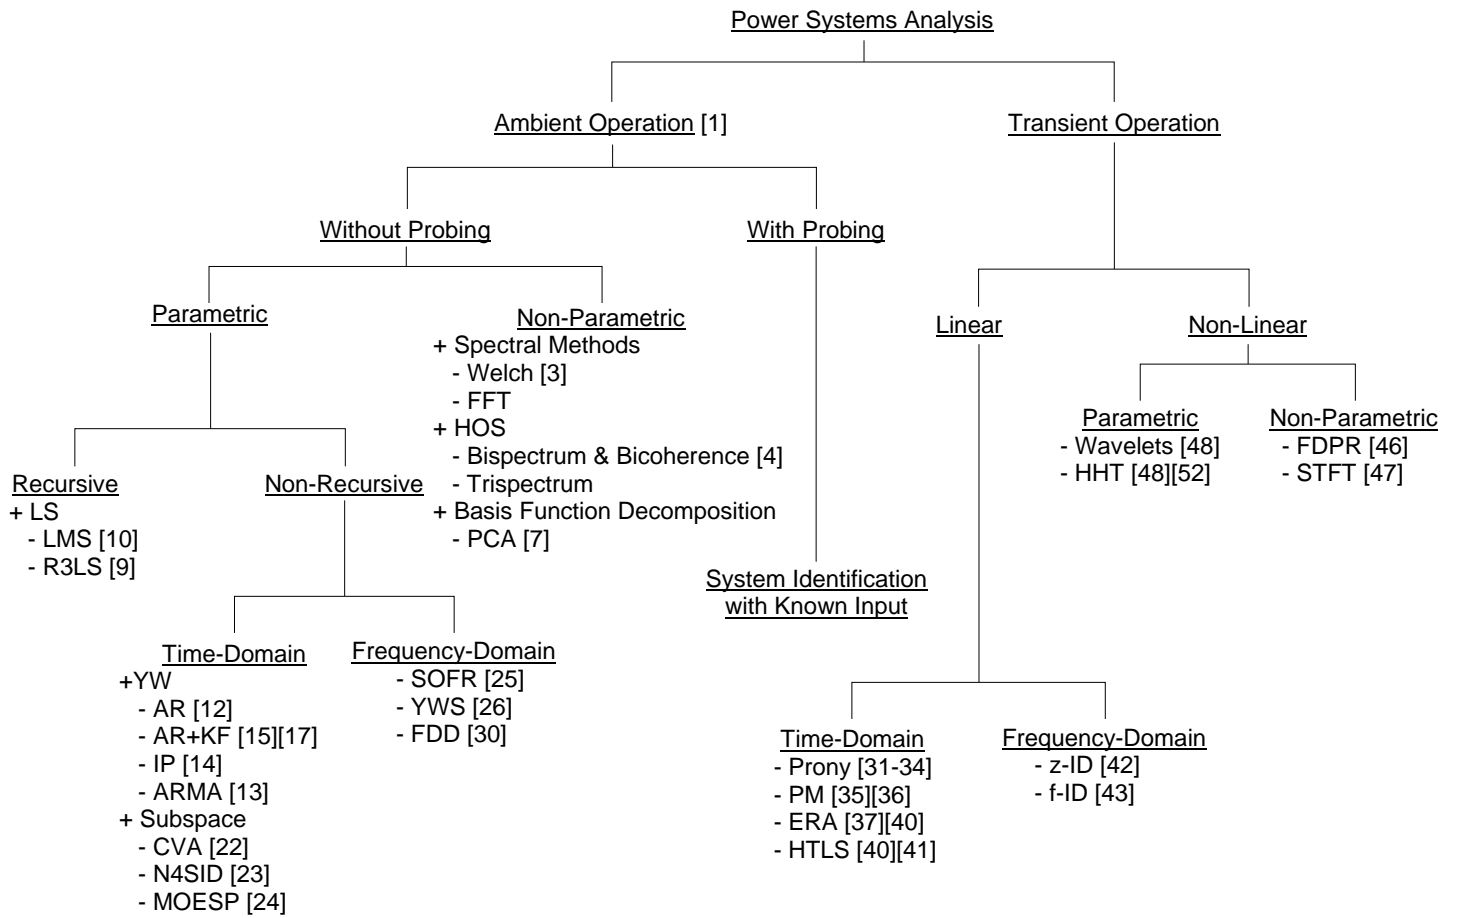 Power Systems Analysis
Ambient Operation [1]
Transient Operation
Without Probing
With Probing
Parametric
Non-Parametric
+ Spectral Methods
- Welch [3]
- FFT
+ HOS
- Bispectrum & Bicoherence [4]
- Trispectrum
+ Basis Function Decomposition
- PCA [7]
Linear
Non-Linear
Parametric
- Wavelets [48]
- HHT [48][52]
Non-Parametric
- FDPR [46]
- STFT [47]
Recursive
+ LS
- LMS [10]
- R3LS [9]
Non-Recursive
System Identification
with Known Input
Time-Domain
+YW
- AR [12]
- AR+KF [15][17]
- IP [14]
- ARMA [13]
+ Subspace
- CVA [22]
- N4SID [23]
- MOESP [24]
Frequency-Domain
- SOFR [25]
- YWS [26]
- FDD [30]
Time-Domain
- Prony [31-34]
- PM [35][36]
- ERA [37][40]
- HTLS [40][41]
Frequency-Domain
- z-ID [42]
- f-ID [43]